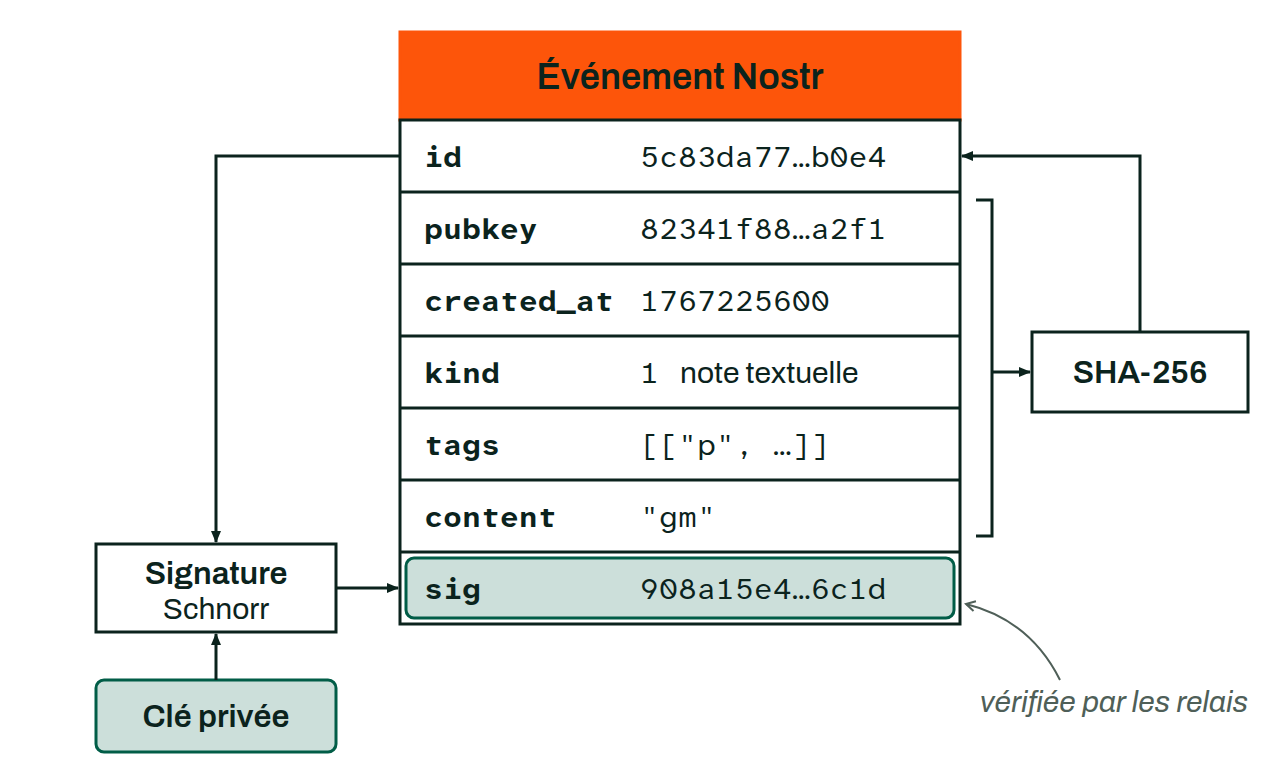 Événement Nostr
id 5c83da77…b0e4
pubkey 82341f88…a2f1
created_at 1767225600
kind 1 note textuelle
SHA-256
tags [["p", …]]
content "gm"
Signature
Schnorr
sig 908a15e4…6c1d
Clé privée
vérifiée par les relais